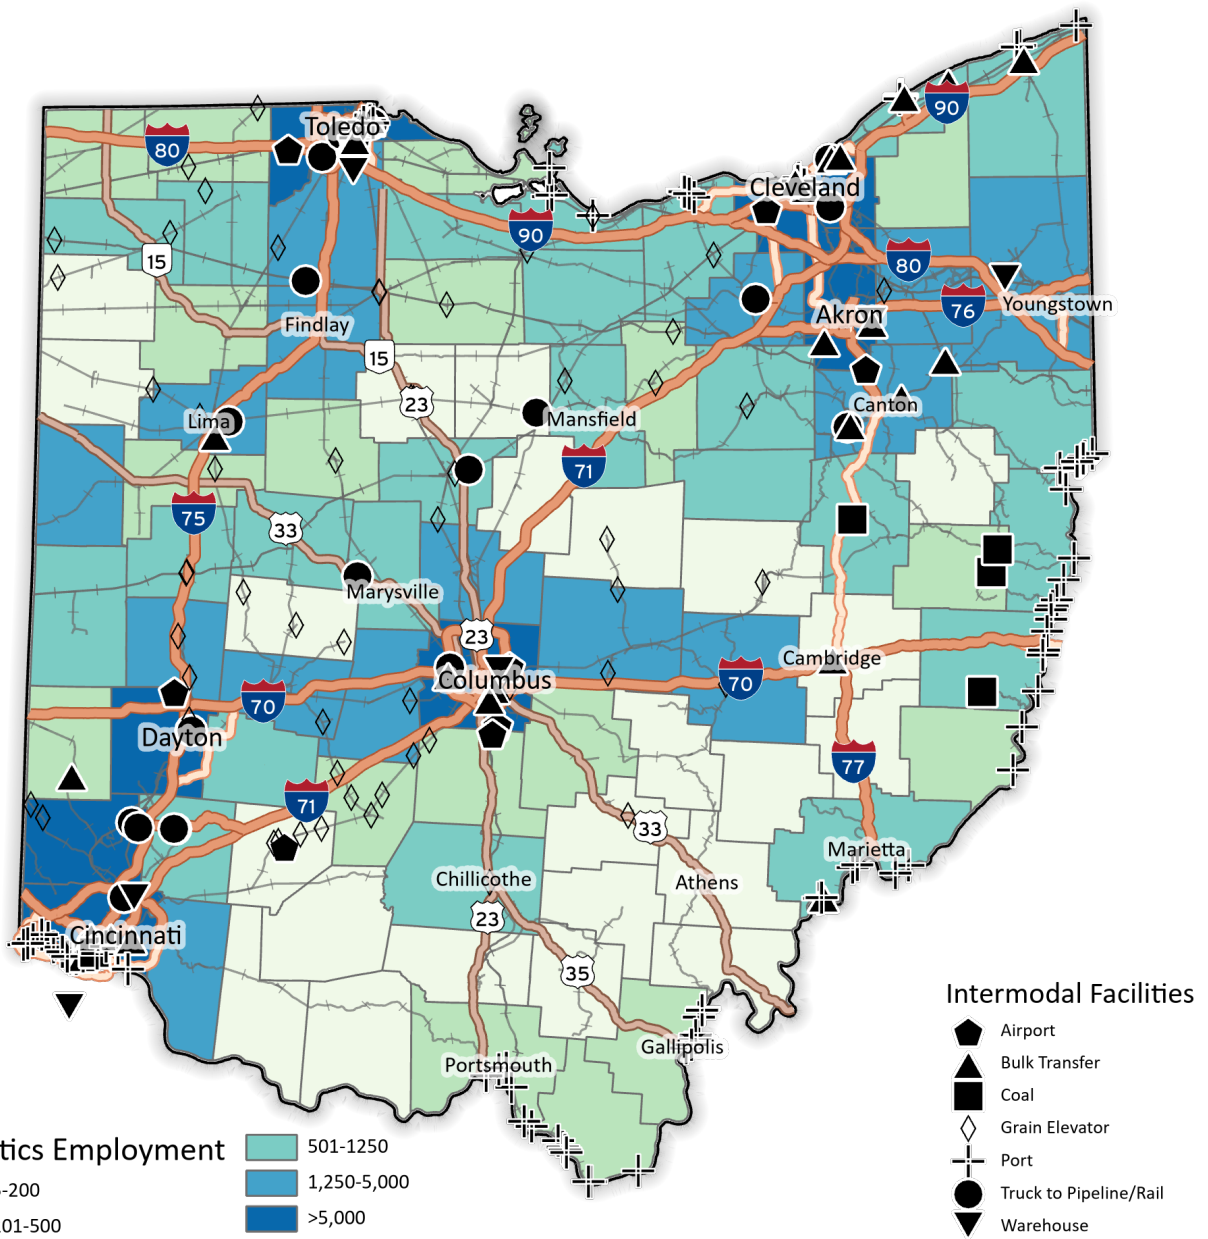 Toledo
80
90
Cleveland
90
80
15
76
Youngstown
Akron
Findlay
15
23
Canton
Lima
Mansfield
71
75
33
Marysville
23
Cambridge
Columbus
70
70
Dayton
77
71
33
Marietta
Chillicothe
Athens
23
Cincinnati
35
Gallipolis
Portsmouth
Intermodal Facilities
Airport
Bulk Transfer
Coal
Grain Elevator
Port
Truck to Pipeline/Rail
Warehouse
tics Employment
-200
01-500
501-1250
1,250-5,000
>5,000